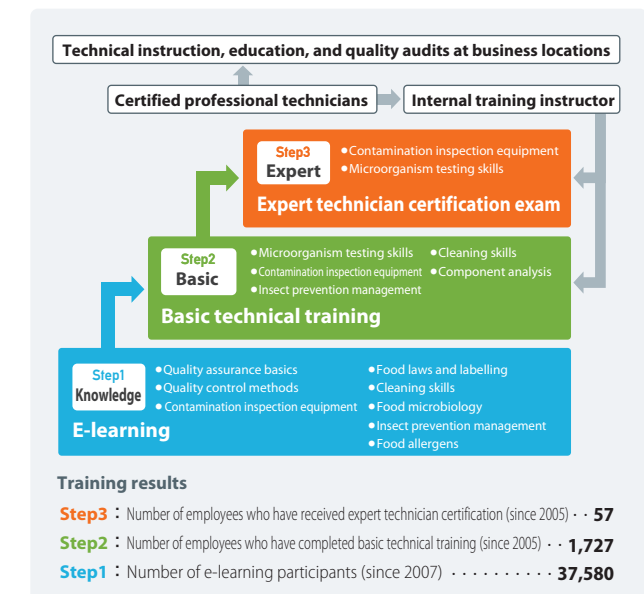 Technical instruction, education, and quality audits at business locations
Certified professional technicians
Internal training instructor
Step3
Expert
●Contamination inspection equipment
●Microorganism testing skills
Expert technician certification exam
Step2
Basic
●Microorganism testing skills
●Contamination inspection equipment
●Insect prevention management
●Cleaning skills
●Component analysis
Basic technical training
Step1
Knowledge
●Quality assurance basics
●Quality control methods
●Contamination inspection equipment
●Food laws and labelling
●Cleaning skills
●Food microbiology
●Insect prevention management
●Food allergens
E-learning
Training results
Step3：Number of employees who have received expert technician certification (since 2005) · · 57
Step2：Number of employees who have completed basic technical training (since 2005) · · 1,727
Step1：Number of e-learning participants (since 2007) · · · · · · · · · · 37,580